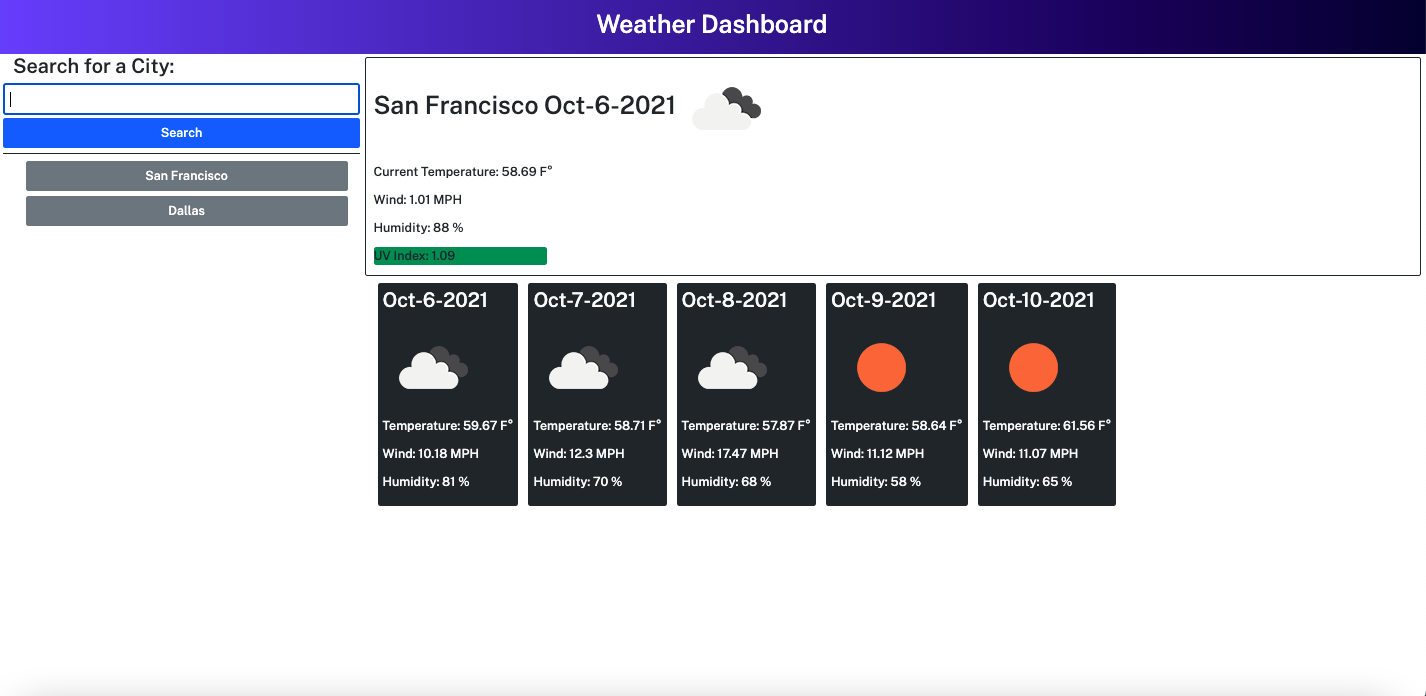 Weather Dashboard
Search for a City:
Search
San Francisco
Dallas
San Francisco Oct-6-2021
Current Temperature: 58.69 F°
Wind: 1.01 MPH
Humidity: 88 %
UV Index: 1.09
Oct-6-2021
Temperature: 59.67 F°
Wind: 10.18 MPH
Humidity: 81 %
Oct-7-2021
Temperature: 58.71 F°
Wind: 12.3 MPH
Humidity: 70 %
Oct-8-2021
Temperature: 57.87 F°
Wind: 17.47 MPH
Humidity: 68 %
Oct-9-2021
Temperature: 58.64 F°
Wind: 11.12 MPH
Humidity: 58 %
Oct-10-2021
Temperature: 61.56 F°
Wind: 11.07 MPH
Humidity: 65 %